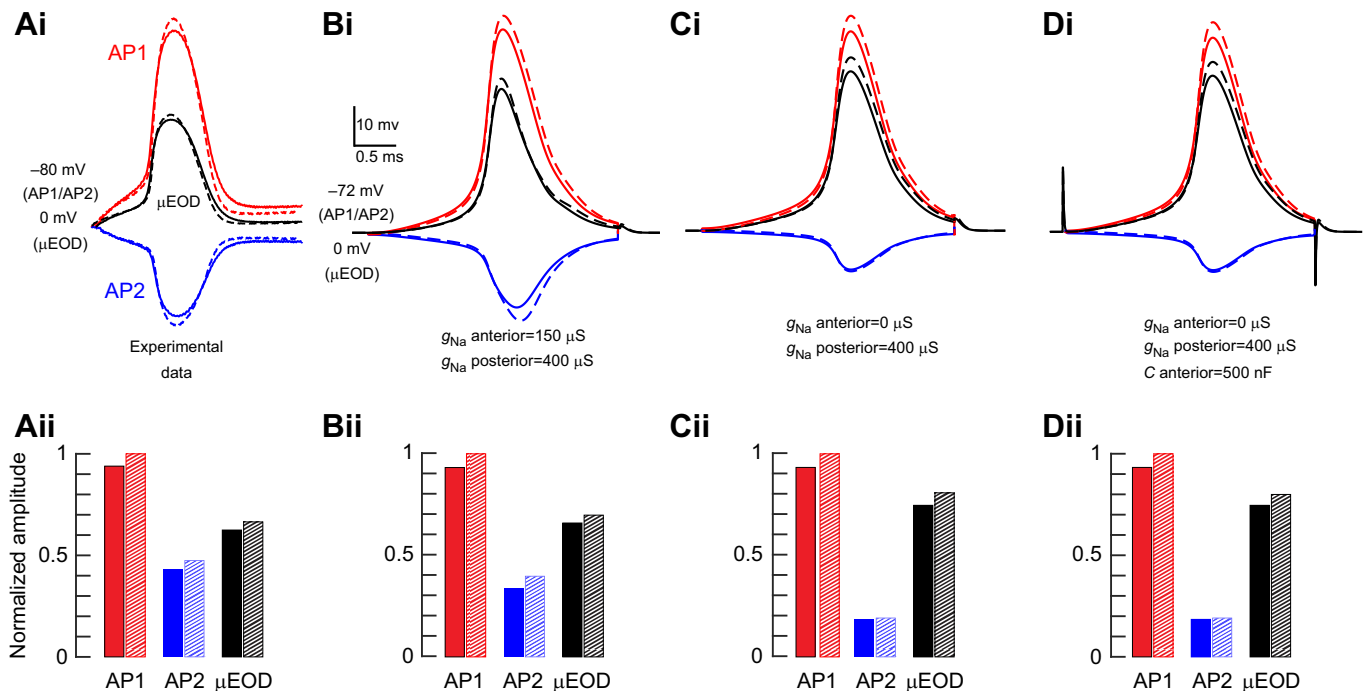 Ai
AP1
–80 mV
(AP1/AP2)
0 mV
(µEOD)
µEOD
AP2
Experimental
data
Bi
10 mv
0.5 ms
–72 mV
(AP1/AP2)
0 mV
(µEOD)
gNa anterior=150 µS
gNa posterior=400 µS
Ci
gNa anterior=0 µS
gNa posterior=400 µS
Di
gNa anterior=0 µS
gNa posterior=400 µS
C anterior=500 nF
Aii
Normalized amplitude
1
0.5
0
AP1 AP2 µEOD
Bii
1
0.5
0
AP1 AP2 µEOD
Cii
1
0.5
0
AP1 AP2 µEOD
Dii
1
0.5
0
AP1 AP2 µEOD